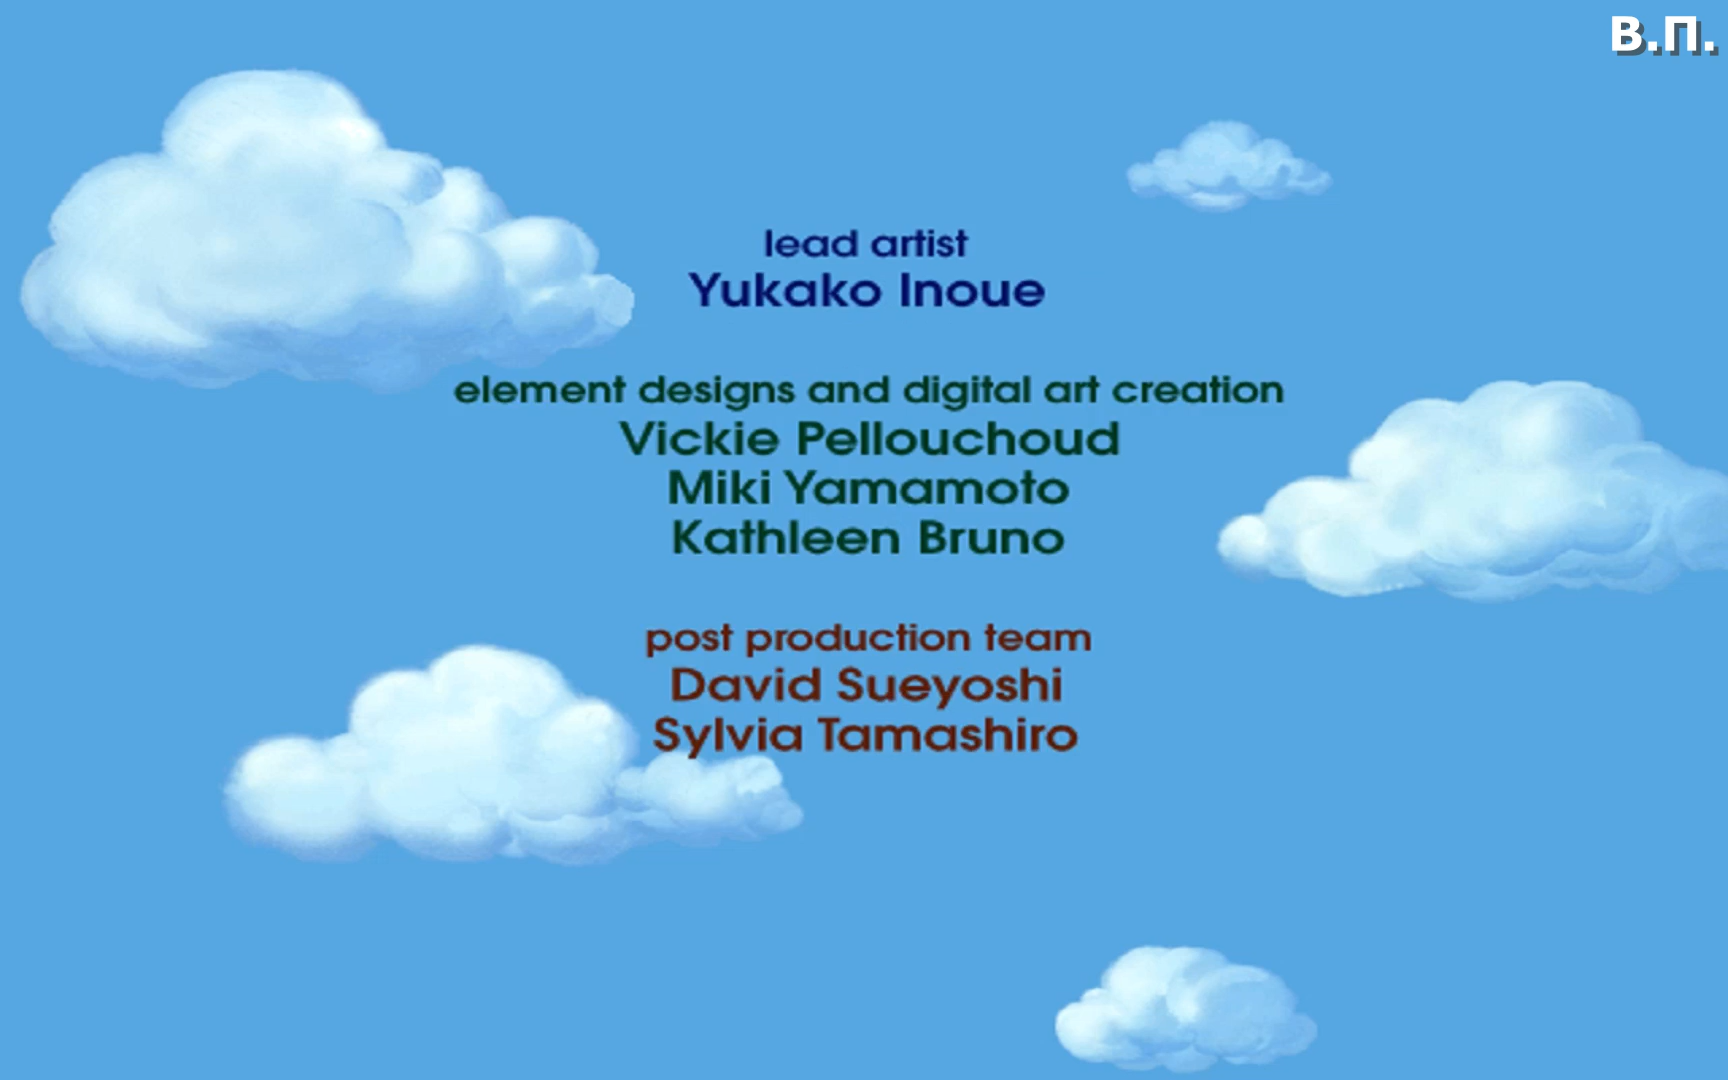 В.П.
lead artist
Yukako Inoue
element designs and digital art creation
Vickie Pellouchoud
Miki Yamamoto
Kathleen Bruno
post production team
David Sueyoshi
Sylvia Tamashiro